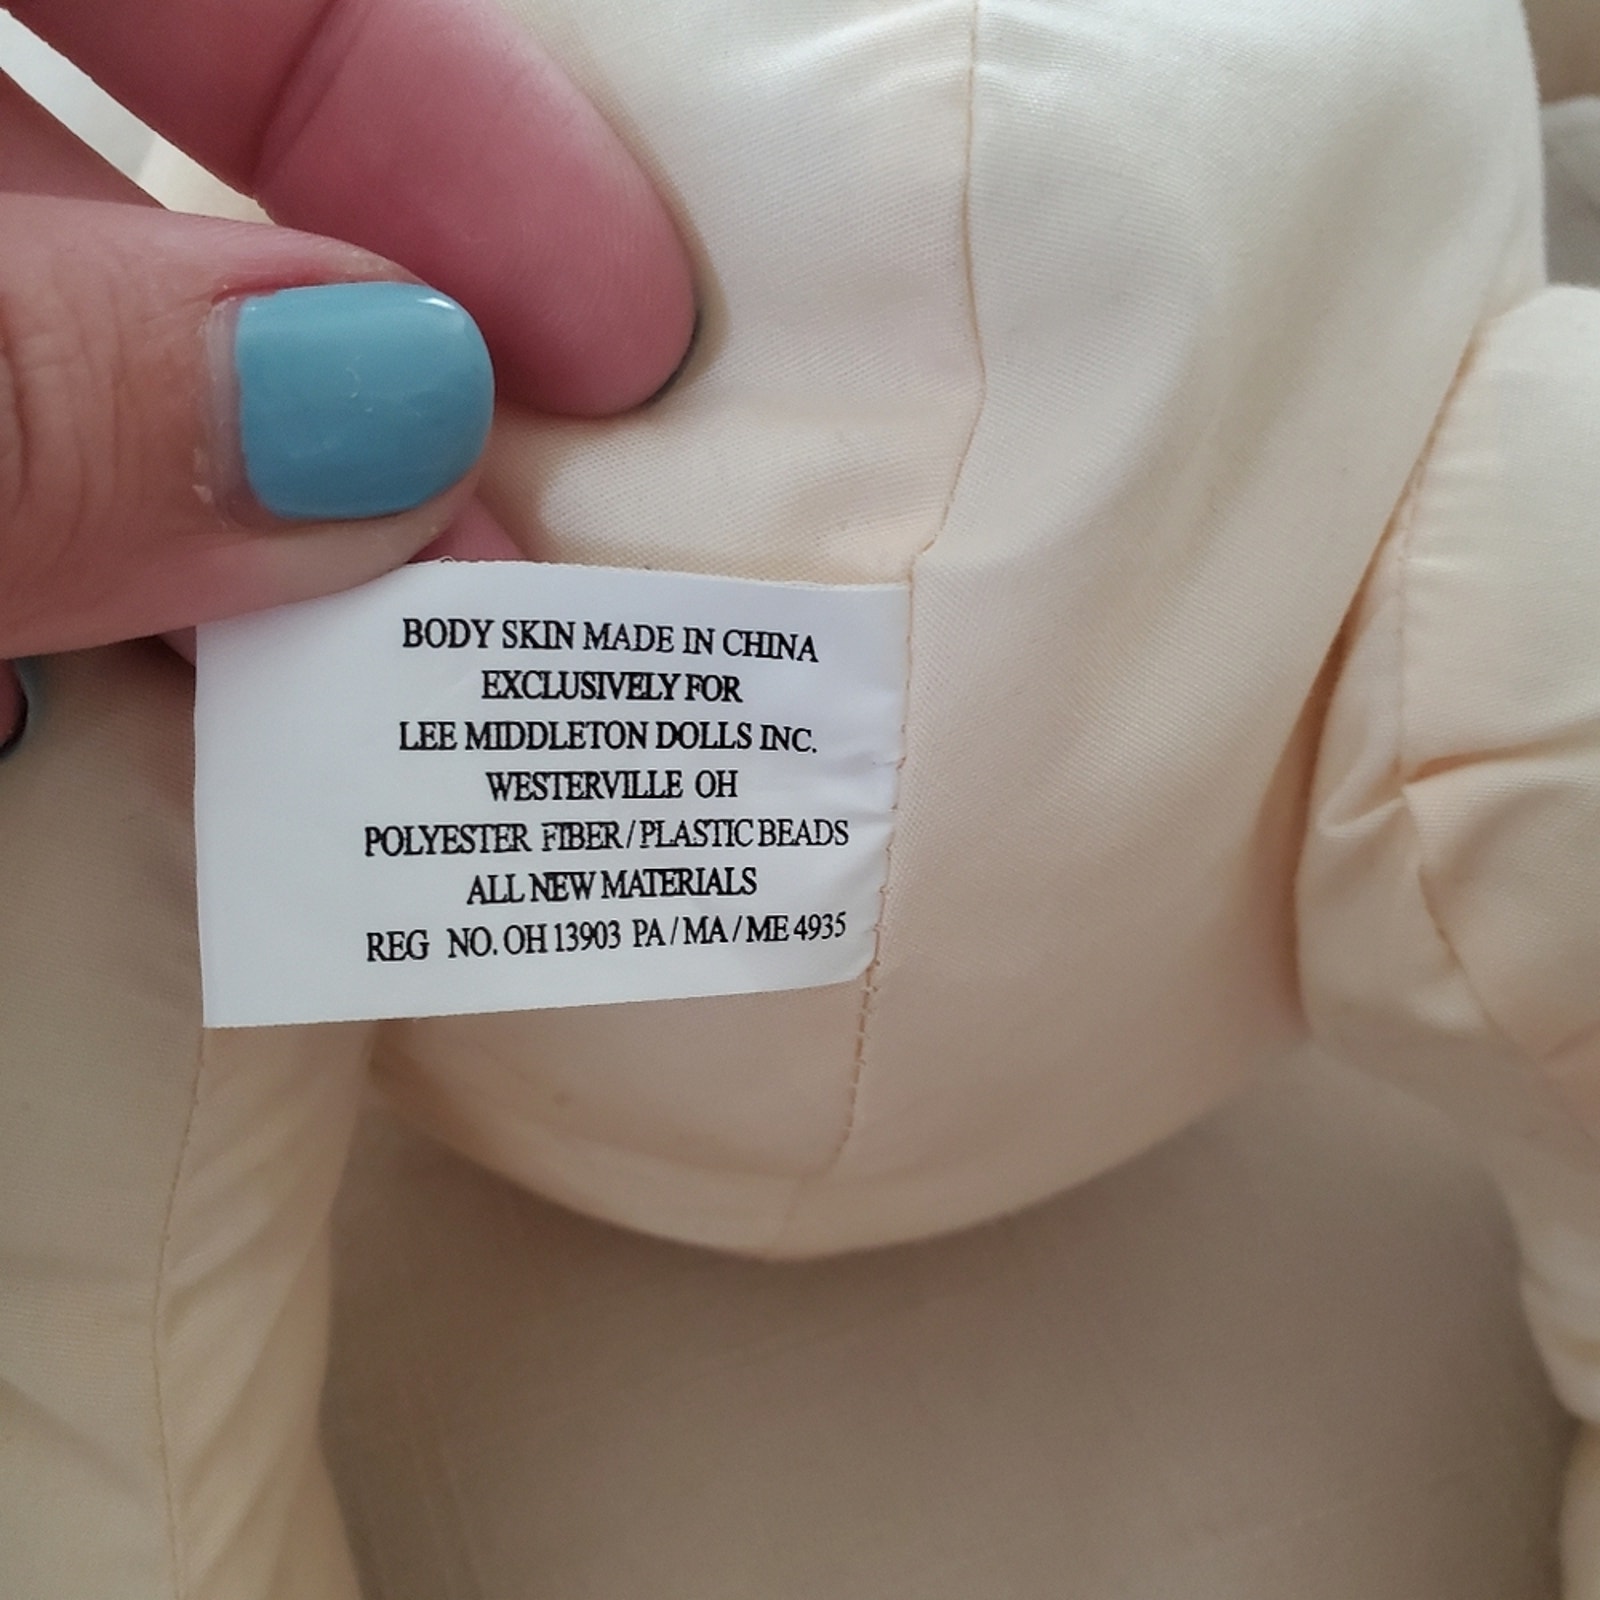 BODY SKIN MADE IN CHINA
EXCLUSIVELY FOR
LEE MIDDLETON DOLLS INC.
WESTERVILLE OH
POLYESTER FIBER/PLASTIC BEADS
ALL NEW MATERIALS
REG NO. OH 13903 PA/MA/ME 4935